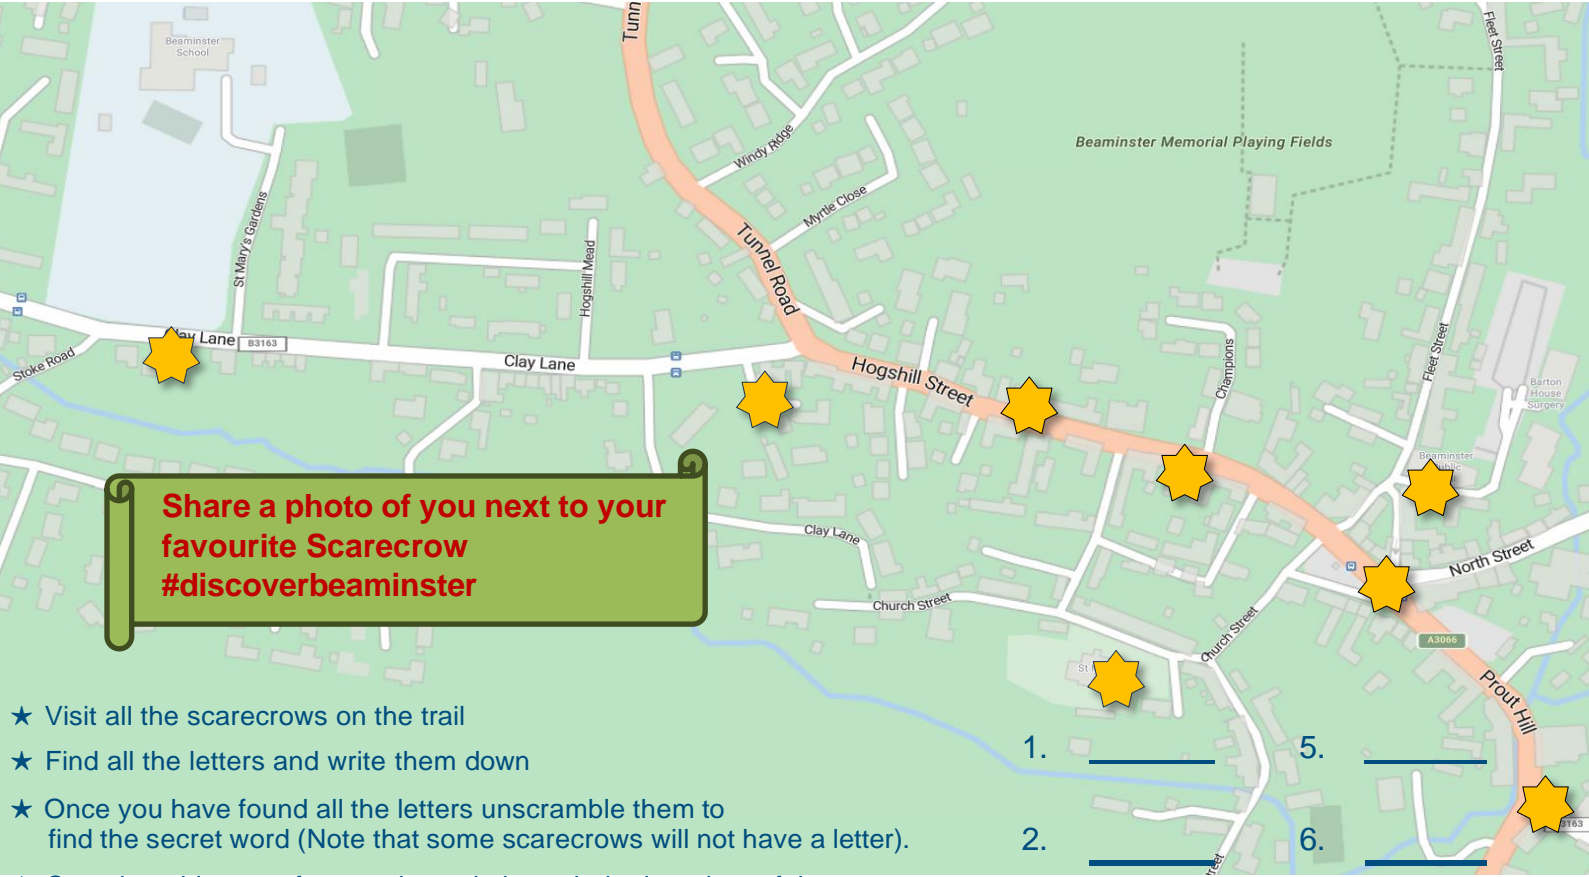 Tunn
Fleet Street
Beaminster
School
Beaminster Memorial Playing Fields
Windy Ridge
Myrtle Close
St Mary's Gardens
Hogshill Mead
Tunnel Road
Clay Lane
B3163
Stoke Road
Clay Lane
Hogshill Street
Champions
Fleet Street
Barton
House
Surgery
Beaminster
Share a photo of you next to your
favourite Scarecrow
#discoverbeaminster
Clay Lane
North Street
Church Street
Church Street
A3066
St
Prout Hill
★ Visit all the scarecrows on the trail
★ Find all the letters and write them down
★ Once you have found all the letters unscramble them to
find the secret word (Note that some scarecrows will not have a letter).
1.
5.
2.
6.
3163